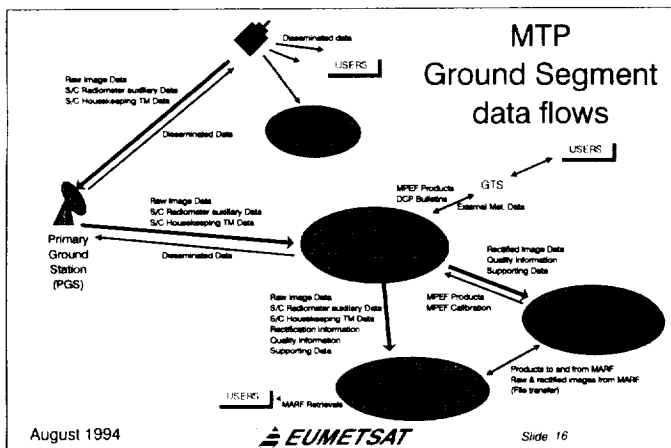 MTP
Ground Segment
data flows
Disseminated data
USERS
Raw Image Data
S/C Radiometer auxiliary Data
S/C Housekeeping TM Data
Disseminated Data
USERS
GTS
MPEF Products
DCP Bulletins
External Met. Data
Raw Image Data
S/C Radiometer auxiliary Data
S/C Housekeeping TM Data
Disseminated Data
Primary
Ground
Station
(PGS)
Rectified Image Data
Quality Information
Supporting Data
MPEF Products
MPEF Calibration
Raw Image Data
S/C Radiometer auxiliary Data
S/C Housekeeping TM Data
Rectification Information
Quality Information
Supporting Data
Products to and from MARF
Raw & rectified images from MARF
(File transfer)
USERS
MARF Retrievals
August 1994
EUMETSAT
Slide 16